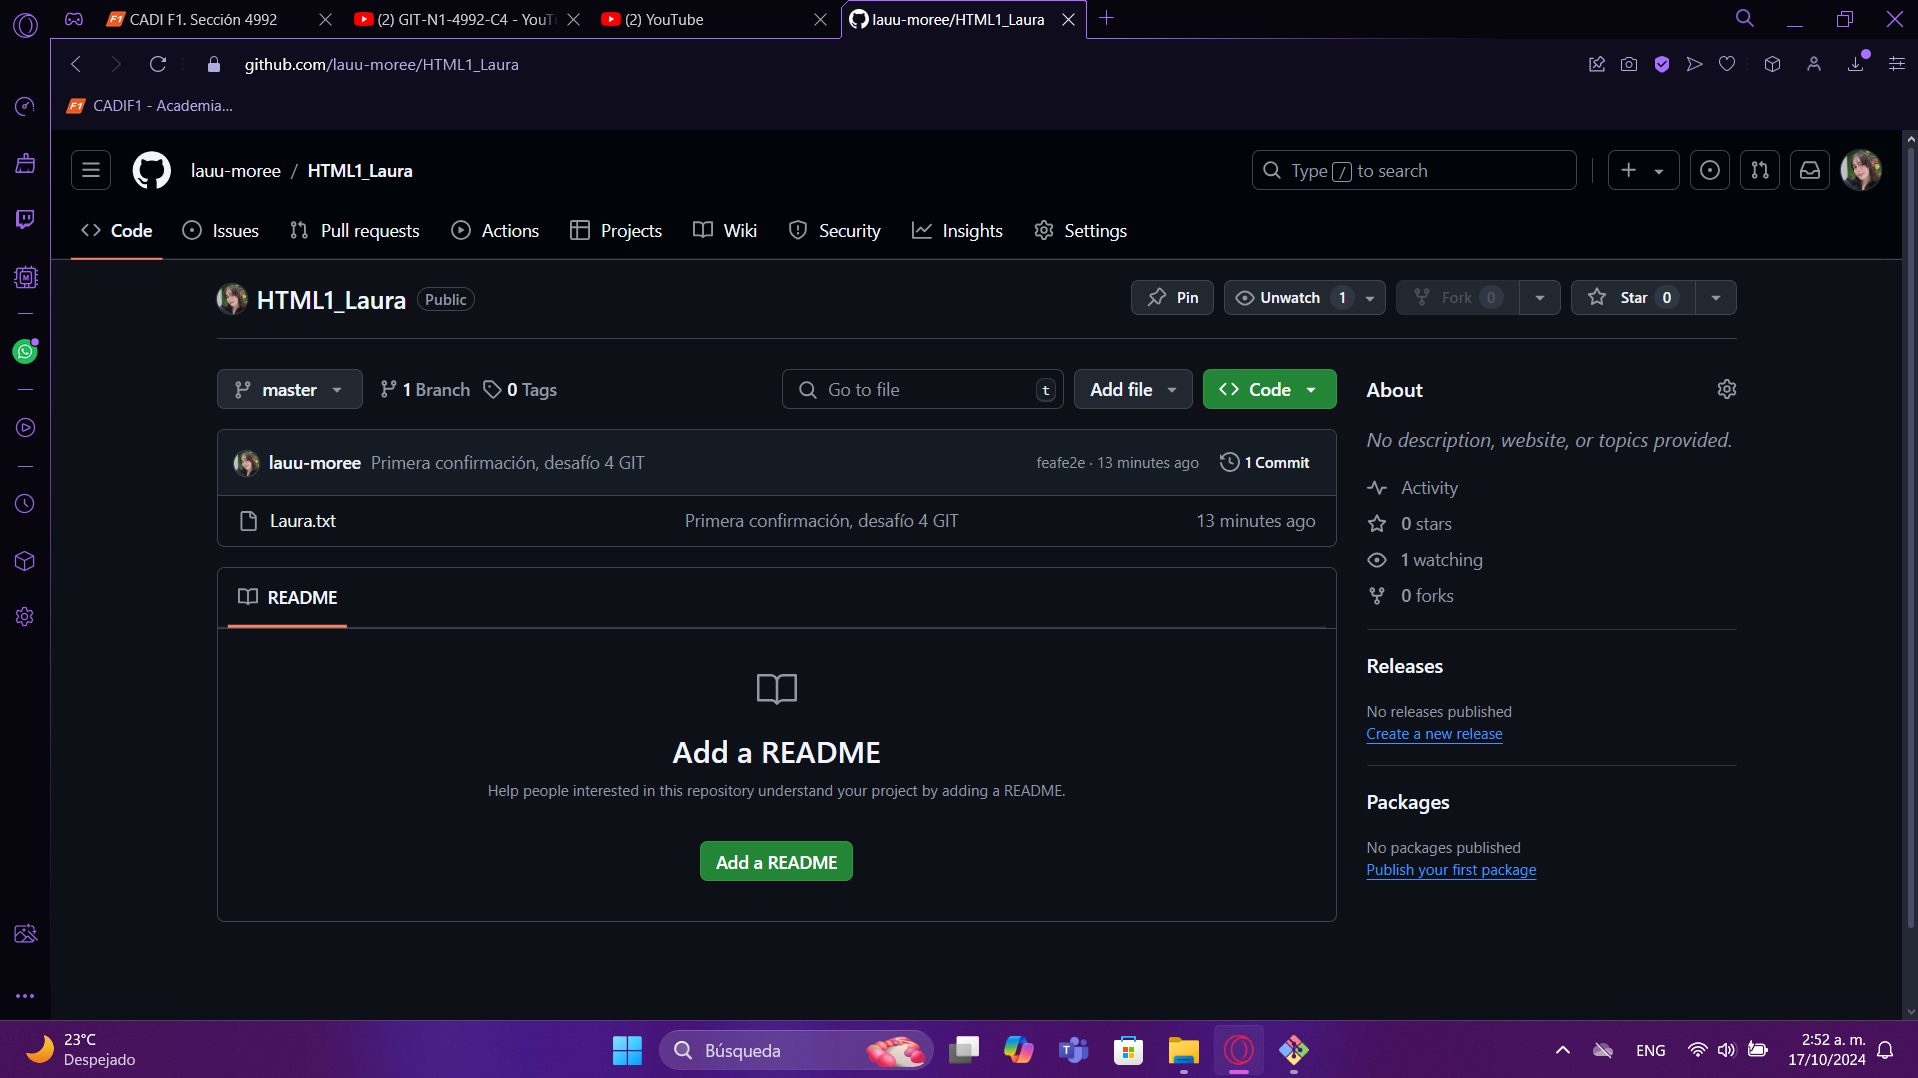 CADI F1. Sección 4992
(2) GIT-N1-4992-C4 - YouT
(2) YouTube
lauu-moree/HTML1_Laura
github.com/lauu-moree/HTML1_Laura
F1 CADIF1 - Academia...
lauu-moree / HTML1_Laura
Type / to search
Code
Issues
Pull requests
Actions
Projects
Wiki
Security
Insights
Settings
HTML1_Laura Public
Pin
Unwatch 1
Fork 0
Star 0
master
1 Branch
0 Tags
Go to file t
Add file
Code
lauu-moree Primera confirmación, desafío 4 GIT
feafe2e · 13 minutes ago
1 Commit
Laura.txt
Primera confirmación, desafío 4 GIT
13 minutes ago
README
Add a README
Help people interested in this repository understand your project by adding a README.
Add a README
About
No description, website, or topics provided.
Activity
0 stars
1 watching
0 forks
Releases
No releases published
Create a new release
Packages
No packages published
Publish your first package
23°C
Despejado
Búsqueda
ENG
2:52 a. m.
17/10/2024